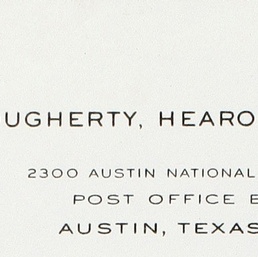 UGHERTY, HEARO
2300 AUSTIN NATIONAL
POST OFFICE B
AUSTIN, TEXAS